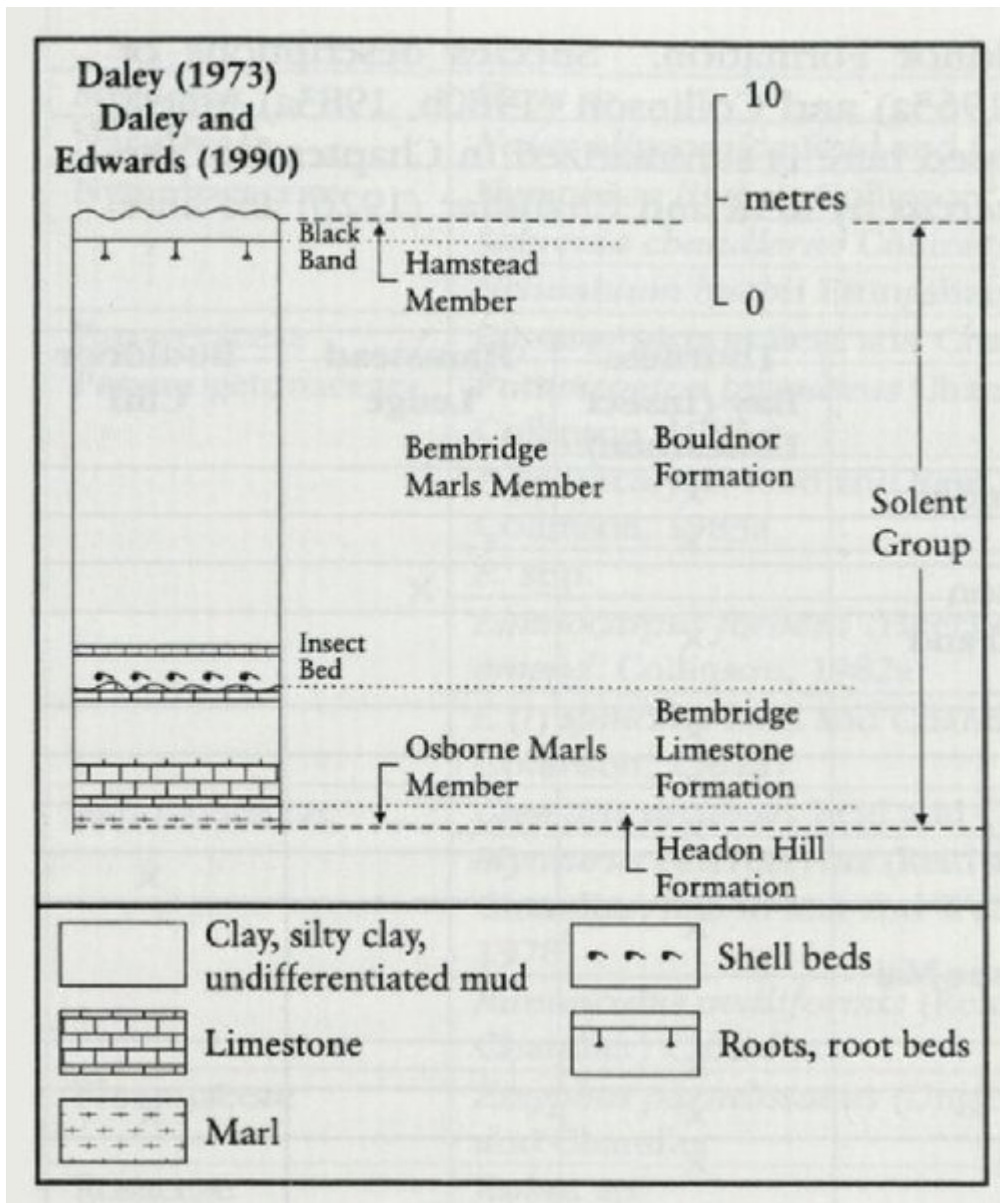 Daley (1973)
Daley and
Edwards (1990)
10
metres
0
Black
Band
Hamstead
Member
Bembridge
Marls Member
Bouldnor
Formation
Solent
Group
Insect
Bed
Osborne Marls
Member
Bembridge
Limestone
Formation
Headon Hill
Formation
Clay, silty clay,
undifferentiated mud
Shell beds
Limestone
Roots, root beds
Marl